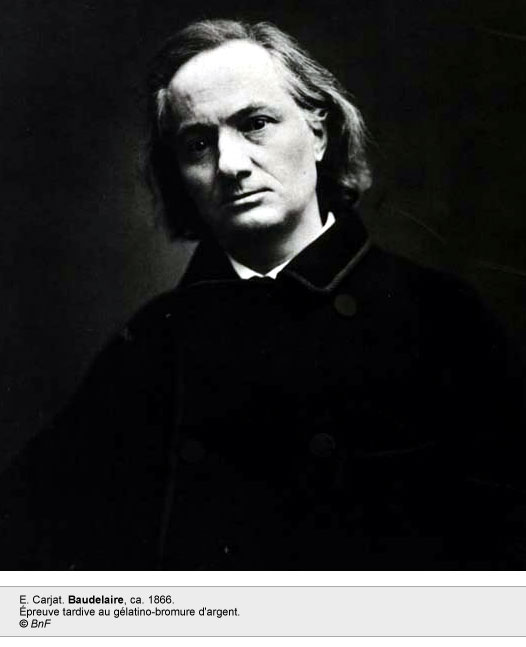 E. Carjat. Baudelaire, ca. 1866.
Épreuve tardive au gélatino-bromure d'argent.
© BnF